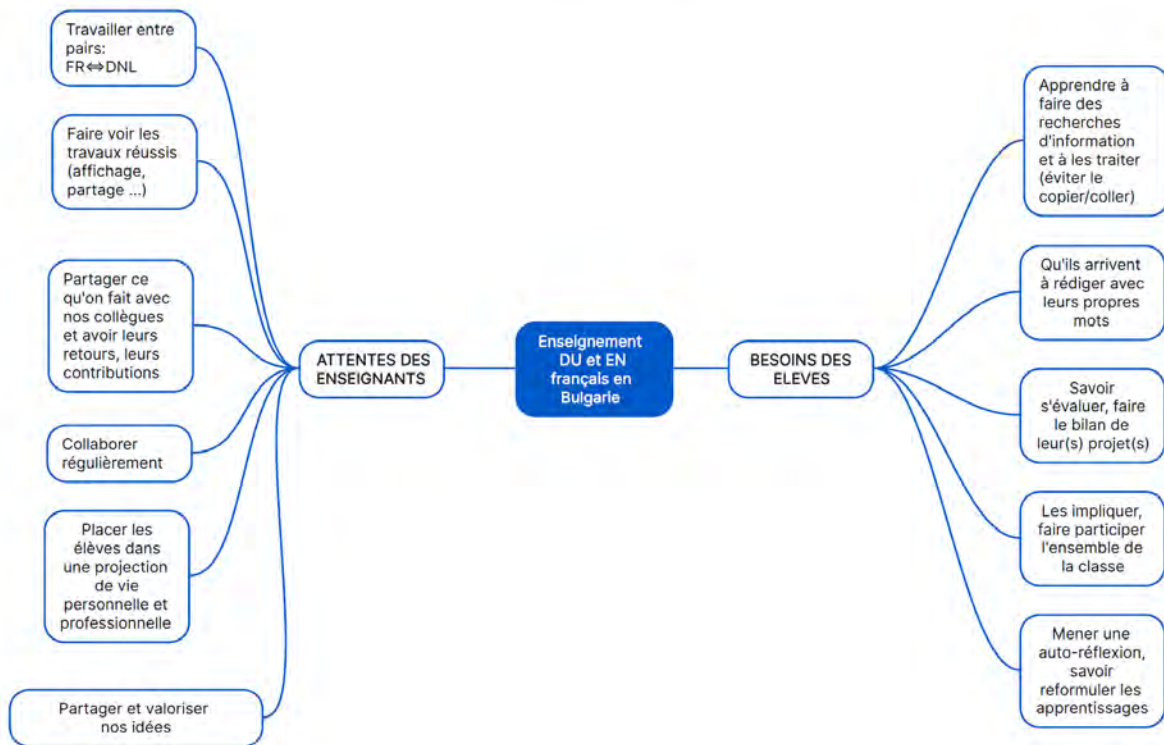 Travailler entre
pairs:
FR⇔DNL
Faire voir les
travaux réussis
(affichage,
partage ...)
Partager ce
qu'on fait avec
nos collègues
et avoir leurs
retours, leurs
contributions
Collaborer
régulièrement
Placer les
élèves dans
une projection
de vie
personnelle et
professionnelle
Partager et valoriser
nos idées
ATTENTES DES
ENSEIGNANTS
Enseignement
DU et EN
français en
Bulgarie
BESOINS DES
ELEVES
Apprendre à
faire des
recherches
d'information
et à les traiter
(éviter le
copier/coller)
Qu'ils arrivent
à rédiger avec
leurs propres
mots
Savoir
s'évaluer, faire
le bilan de
leur(s) projet(s)
Les impliquer,
faire participer
l'ensemble de
la classe
Mener une
auto-réflexion,
savoir
reformuler les
apprentissages